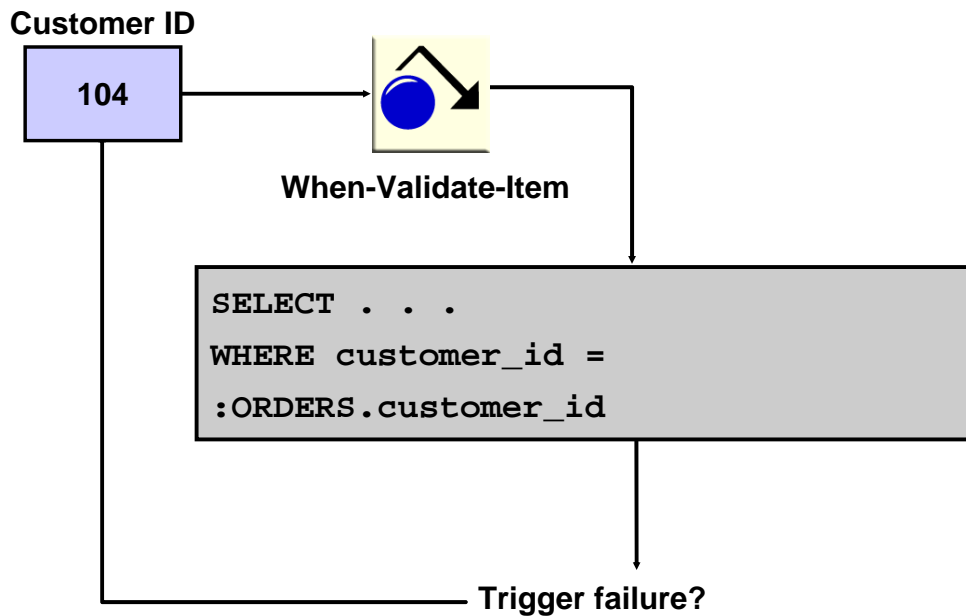 Customer ID
104
When-Validate-Item
SELECT . . .
WHERE customer_id =
:ORDERS.customer_id
Trigger failure?